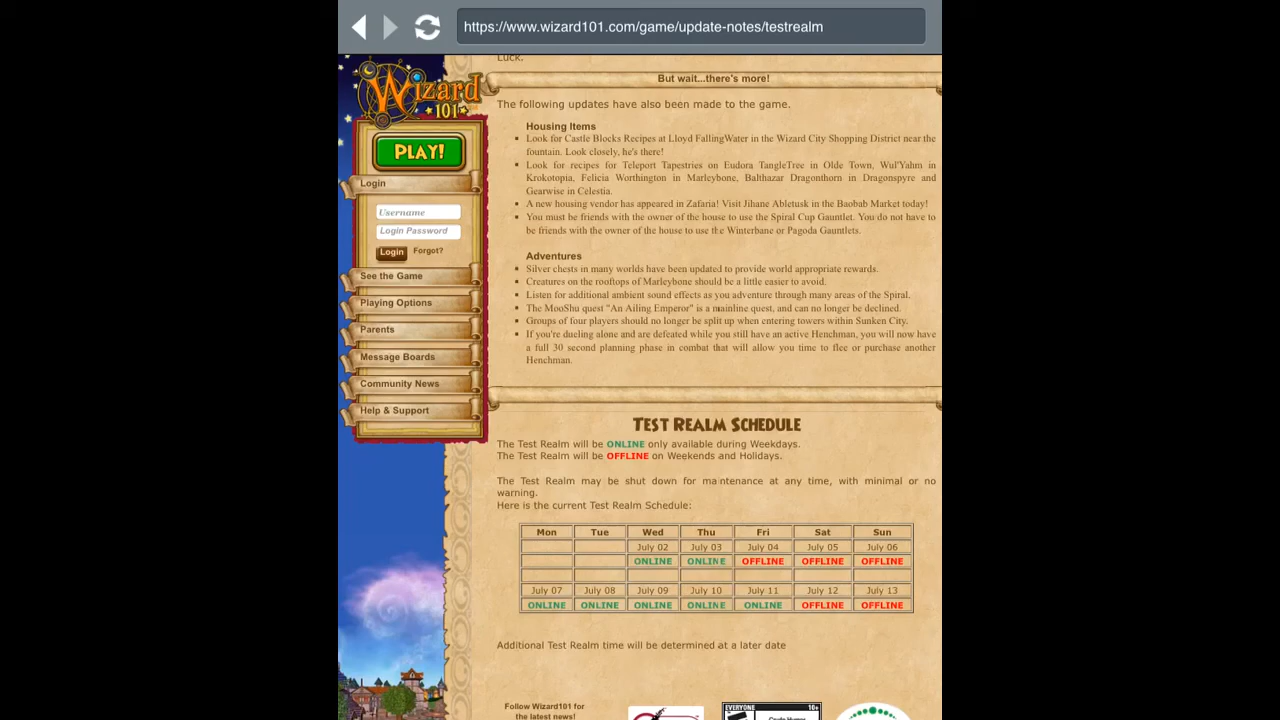 https://www.wizard101.com/game/update-notes/testrealm
Luck.
Wizard
101
PLAY!
Login
Username
Login Password
Login Forgot?
See the Game
Playing Options
Parents
Message Boards
Community News
Help & Support
But wait...there's more!
The following updates have also been made to the game.
Housing Items
Look for Castle Blocks Recipes at Lloyd FallingWater in the Wizard City Shopping District near the
fountain. Look closely, he's there!
Look for recipes for Teleport Tapestries on Eudora TangleTree in Olde Town, Wul'Yahm in
Krokotopia, Felicia Worthington in Marleybone, Balthazar Dragonthorn in Dragonspyre and
Gearwise in Celestia.
A new housing vendor has appeared in Zafaria! Visit Jihane Abletusk in the Baobab Market today!
You must be friends with the owner of the house to use the Spiral Cup Gauntlet. You do not have to
be friends with the owner of the house to use the Winterbane or Pagoda Gauntlets.
Adventures
Silver chests in many worlds have been updated to provide world appropriate rewards.
Creatures on the rooftops of Marleybone should be a little easier to avoid.
Listen for additional ambient sound effects as you adventure through many areas of the Spiral.
The MooShu quest "An Ailing Emperor" is a mainline quest, and can no longer be declined.
Groups of four players should no longer be split up when entering towers within Sunken City.
If you're dueling alone and are defeated while you still have an active Henchman, you will now have
a full 30 second planning phase in combat that will allow you time to flee or purchase another
Henchman.
TEST REALM SCHEDULE
The Test Realm will be ONLINE only available during Weekdays.
The Test Realm will be OFFLINE on Weekends and Holidays.
The Test Realm may be shut down for maintenance at any time, with minimal or no
warning.
Here is the current Test Realm Schedule:
Mon Tue Wed Thu Fri Sat Sun
July 02 July 03 July 04 July 05 July 06
ONLINE ONLINE OFFLINE OFFLINE OFFLINE
July 07 July 08 July 09 July 10 July 11 July 12 July 13
ONLINE ONLINE ONLINE ONLINE ONLINE OFFLINE OFFLINE
Additional Test Realm time will be determined at a later date
Follow Wizard101 for
the latest news!
EVERYONE 10+